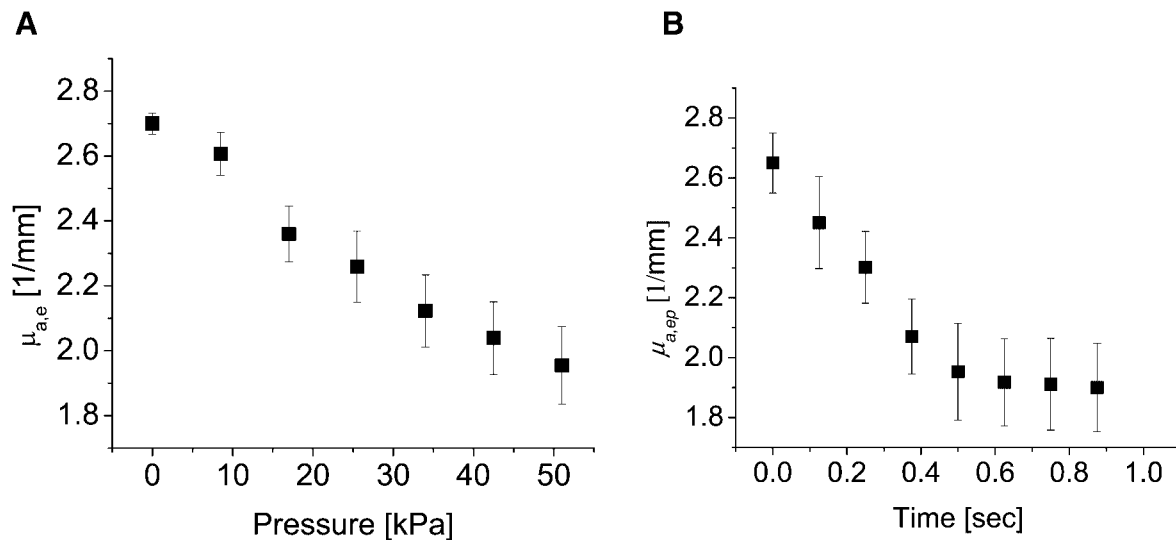 A
2.8
2.6
2.4
2.2
2.0
1.8
μa,e [1/mm]
0 10 20 30 40 50
Pressure [kPa]
B
2.8
2.6
2.4
2.2
2.0
1.8
μa,ep [1/mm]
0.0 0.2 0.4 0.6 0.8 1.0
Time [sec]